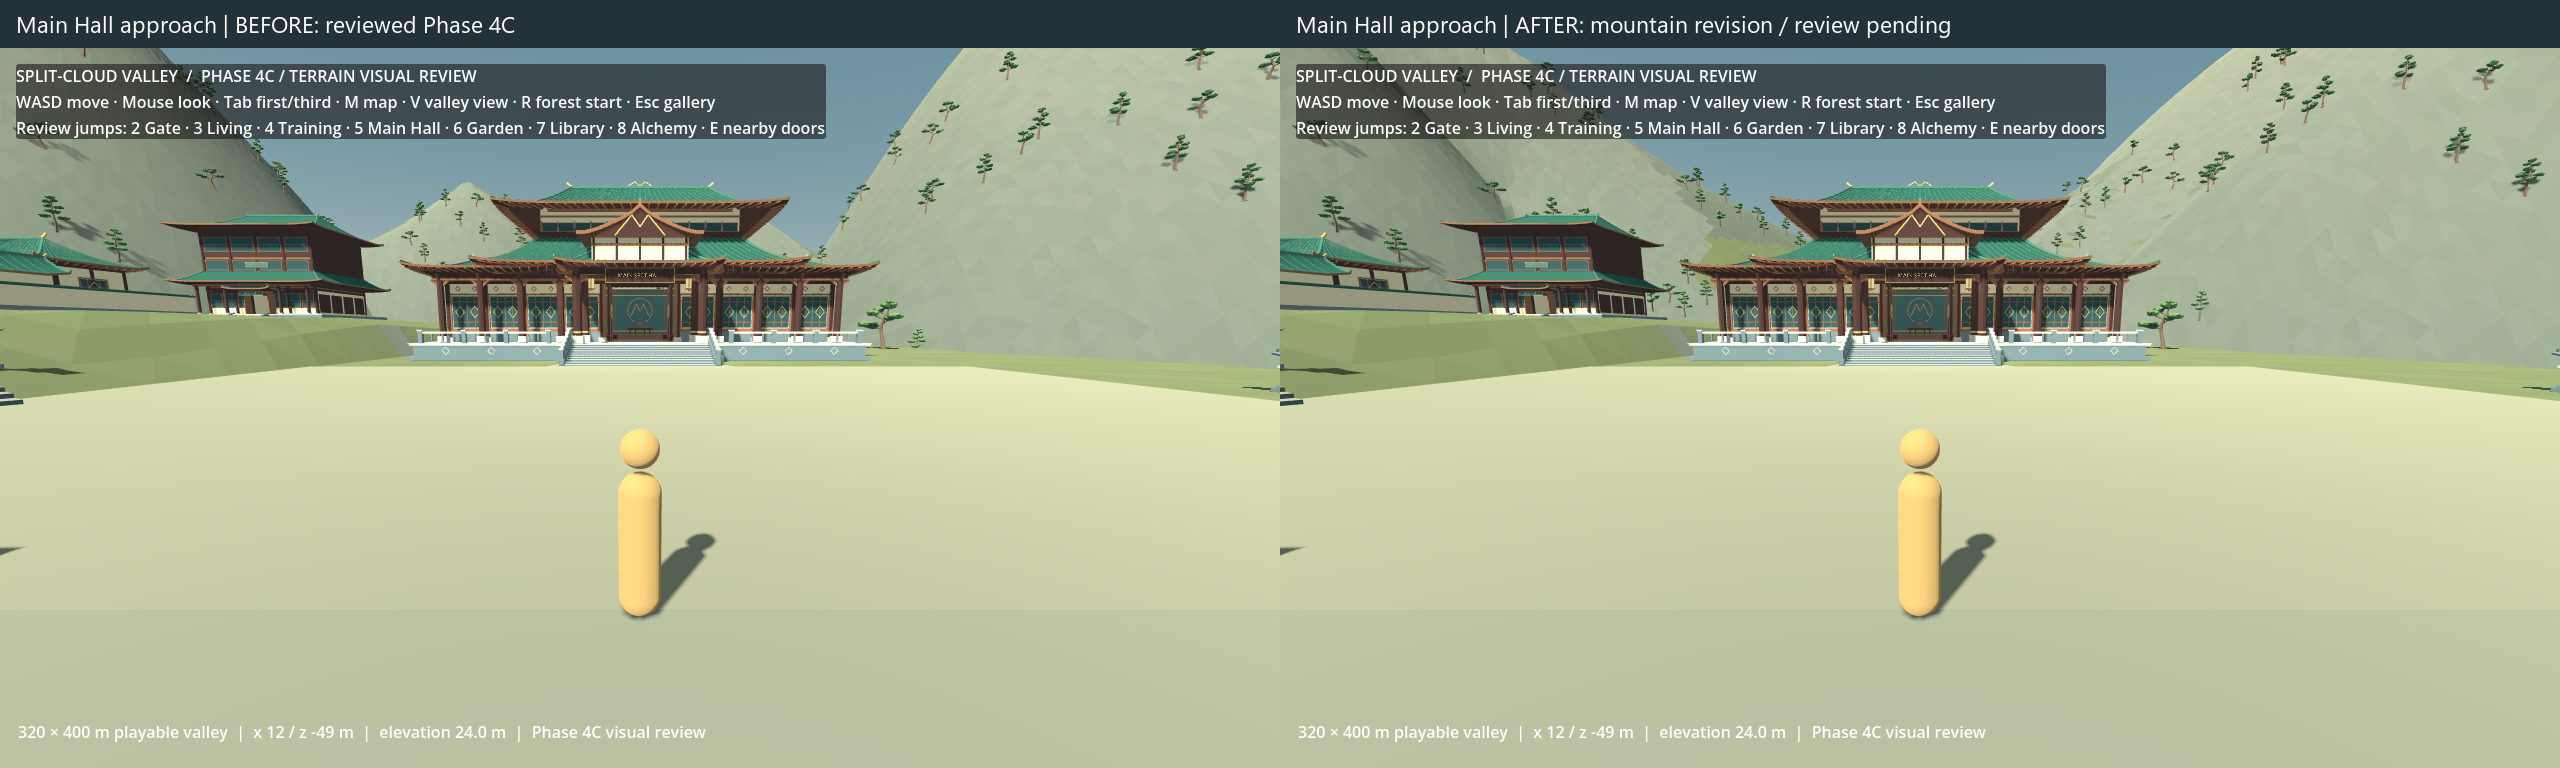 Main Hall approach | BEFORE: reviewed Phase 4C
SPLIT-CLOUD VALLEY / PHASE 4C / TERRAIN VISUAL REVIEW
WASD move · Mouse look · Tab first/third · M map · V valley view · R forest start · Esc gallery
Review jumps: 2 Gate · 3 Living · 4 Training · 5 Main Hall · 6 Garden · 7 Library · 8 Alchemy · E nearby doors
320 × 400 m playable valley | x 12 / z -49 m | elevation 24.0 m | Phase 4C visual review
Main Hall approach | AFTER: mountain revision / review pending
SPLIT-CLOUD VALLEY / PHASE 4C / TERRAIN VISUAL REVIEW
WASD move · Mouse look · Tab first/third · M map · V valley view · R forest start · Esc gallery
Review jumps: 2 Gate · 3 Living · 4 Training · 5 Main Hall · 6 Garden · 7 Library · 8 Alchemy · E nearby doors
320 × 400 m playable valley | x 12 / z -49 m | elevation 24.0 m | Phase 4C visual review